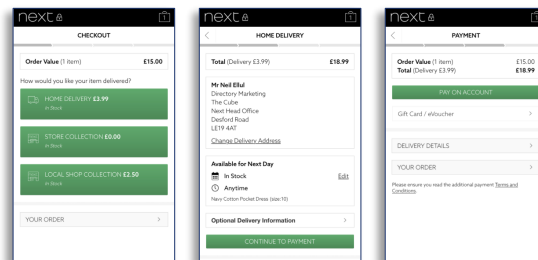 next
1
CHECKOUT
Order Value (1 item) £15.00
How would you like your item delivered?
HOME DELIVERY £3.99
In Stock
STORE COLLECTION £0.00
In Stock
LOCAL SHOP COLLECTION £2.50
In Stock
YOUR ORDER
next
1
HOME DELIVERY
Total (Delivery £3.99) £18.99
Mr Neil Ellul
Directory Marketing
The Cube
Next Head Office
Desford Road
LE19 4AT
Change Delivery Address
Available for Next Day
In Stock Edit
Anytime
Navy Cotton Pocket Dress (size:10)
Optional Delivery Information
CONTINUE TO PAYMENT
next
1
PAYMENT
Order Value (1 item) £15.00
Total (Delivery £3.99) £18.99
PAY ON ACCOUNT
Gift Card / eVoucher
DELIVERY DETAILS
YOUR ORDER
Please ensure you read the additional payment Terms and
Conditions.